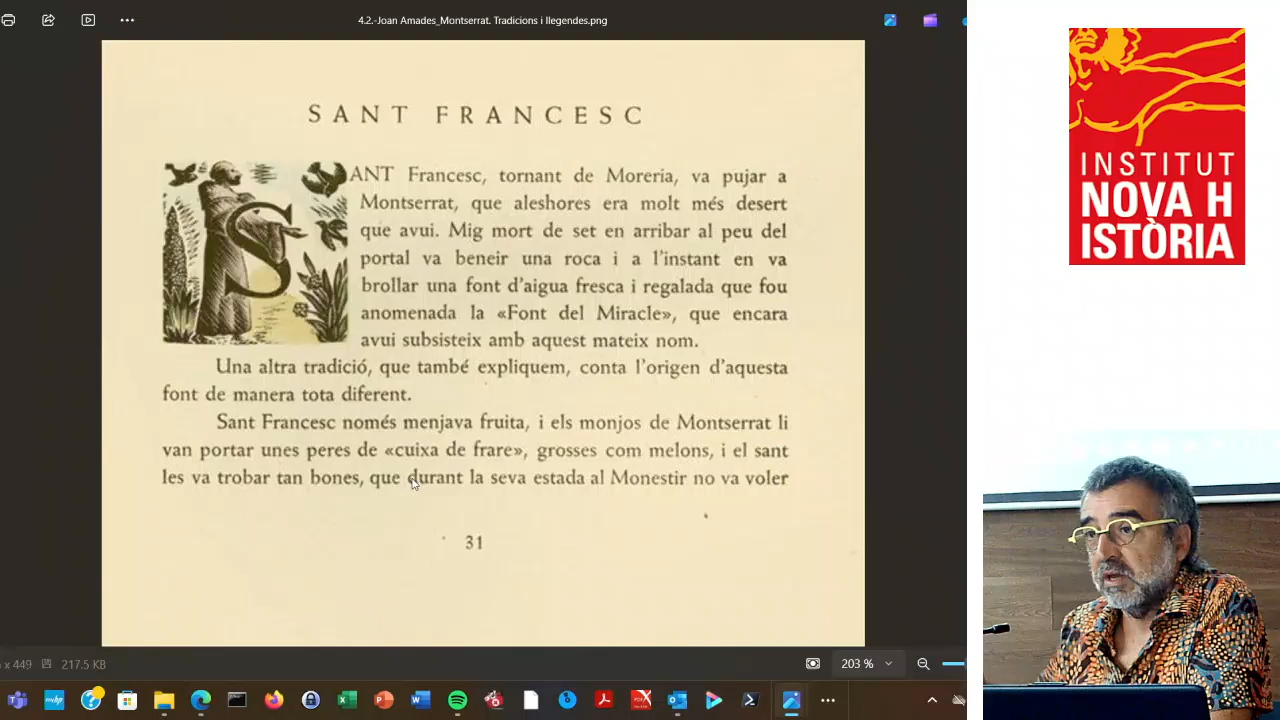 4.2.-Joan Amades_Montserrat. Tradicions i llegendes.png
SANT FRANCESC
SANT Francesc, tornant de Moreria, va pujar a
Montserrat, que aleshores era molt més desert
que avui. Mig mort de set en arribar al peu del
portal va beneir una roca i a l'instant en va
brollar una font d'aigua fresca i regalada que fou
anomenada la «Font del Miracle», que encara
avui subsisteix amb aquest mateix nom.
Una altra tradició, que també expliquem, conta l'origen d'aquesta
font de manera tota diferent.
Sant Francesc només menjava fruita, i els monjos de Montserrat li
van portar unes peres de «cuixa de frare», grosses com melons, i el sant
les va trobar tan bones, que durant la seva estada al Monestir no va voler
31
x 449
217.5 KB
203 %
INSTITUT
NOVA H
ISTÒRIA